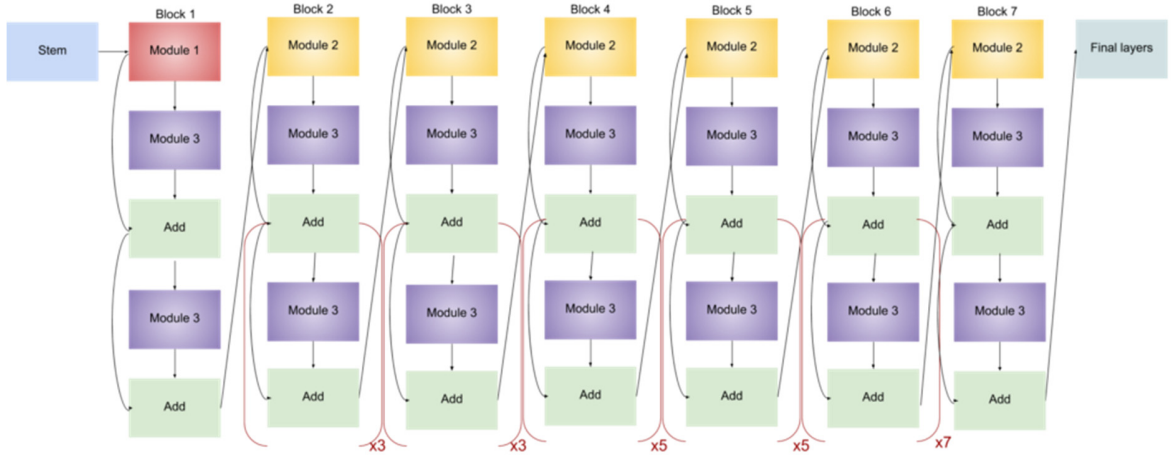 Block 1
Block 2
Block 3
Block 4
Block 5
Block 6
Block 7
Stem
Module 1
Module 2
Module 2
Module 2
Module 2
Module 2
Module 2
Final layers
Module 3
Module 3
Module 3
Module 3
Module 3
Module 3
Module 3
Add
Add
Add
Add
Add
Add
Add
Module 3
Module 3
Module 3
Module 3
Module 3
Module 3
Module 3
Add
Add
Add
Add
Add
Add
Add
x3
x3
x5
x5
x7